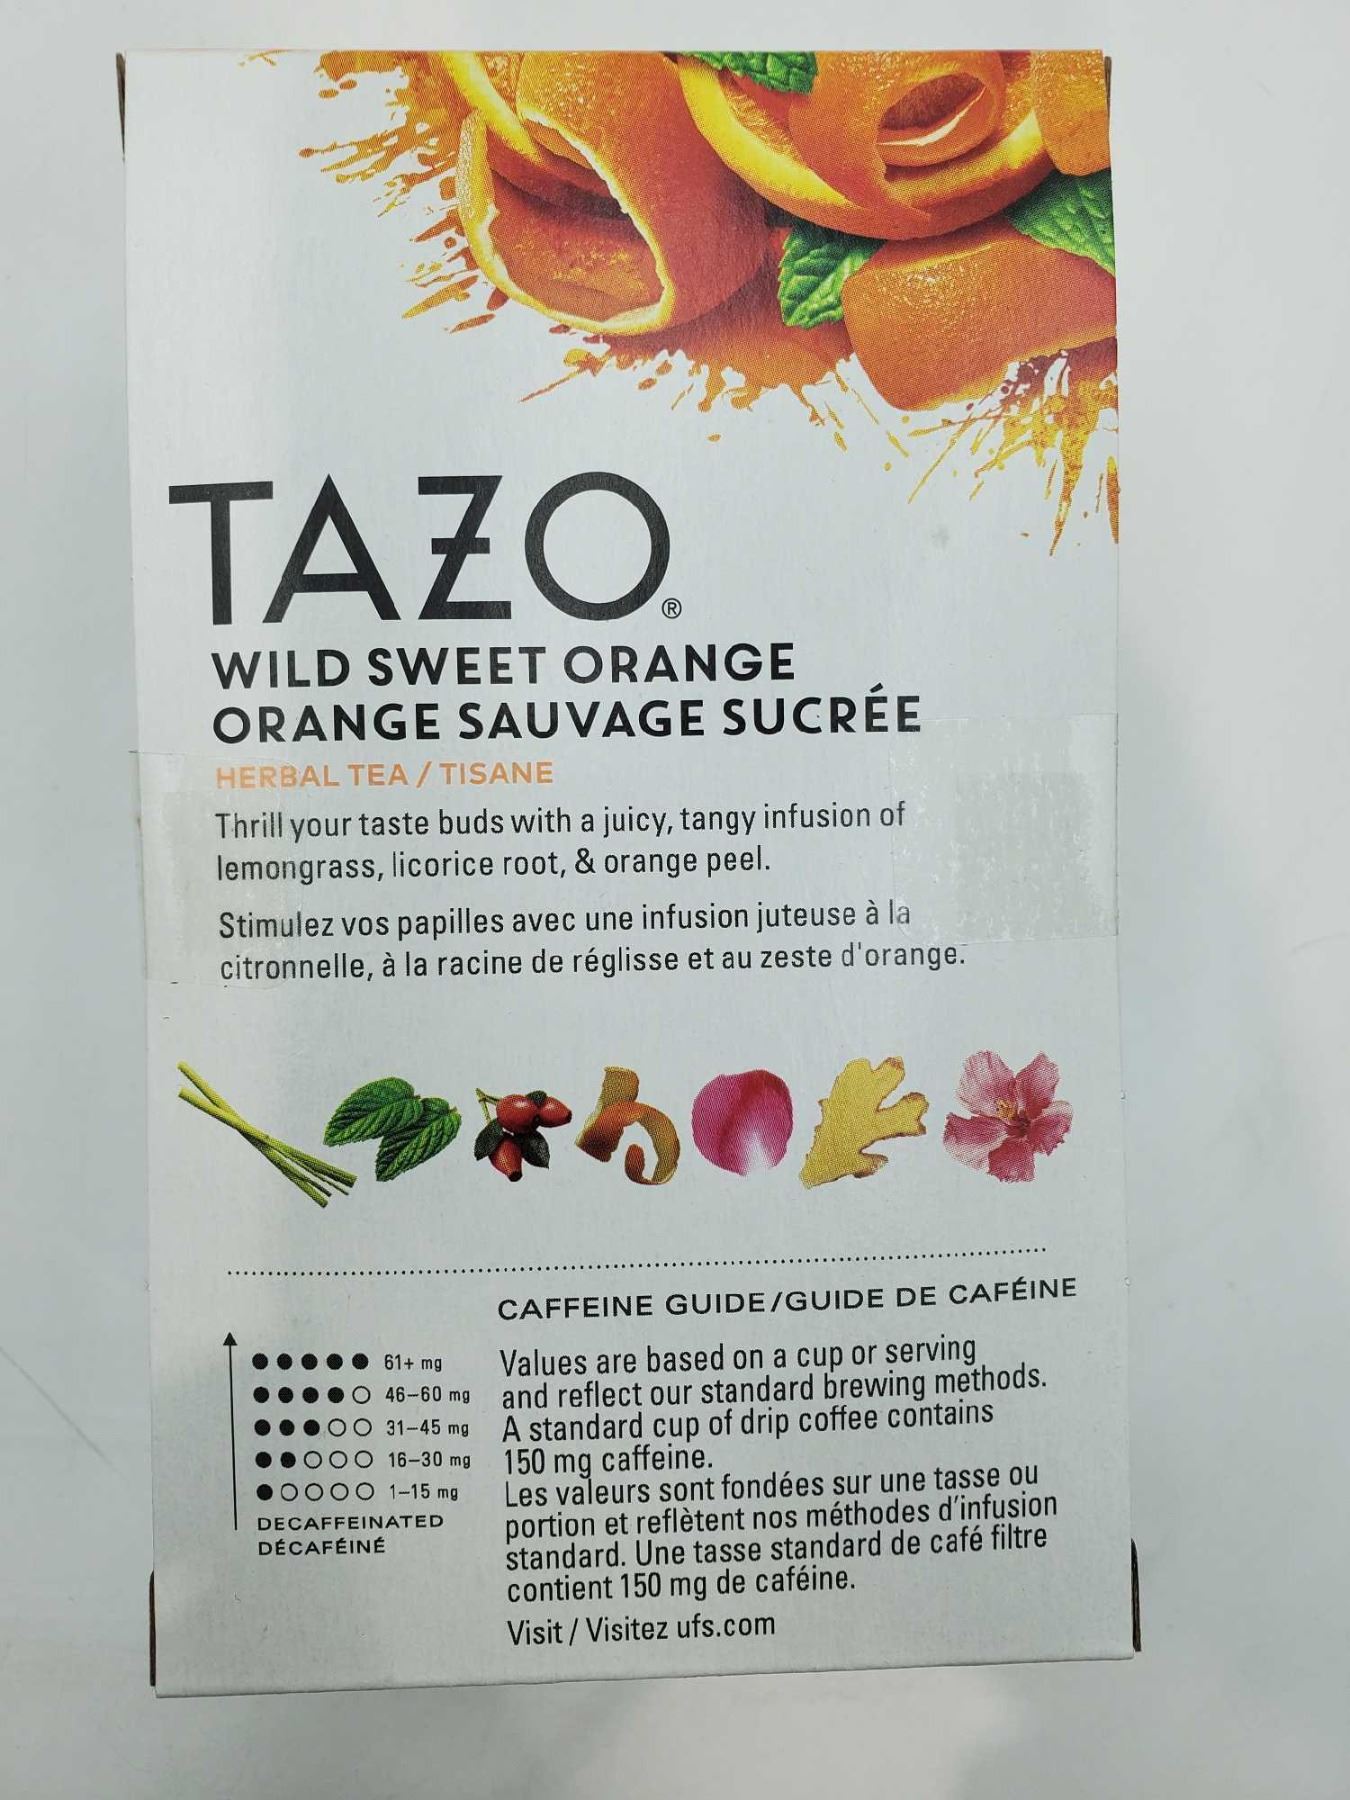 TAZO®
WILD SWEET ORANGE
ORANGE SAUVAGE SUCRÉE
HERBAL TEA / TISANE
Thrill your taste buds with a juicy, tangy infusion of
lemongrass, licorice root, & orange peel.
Stimulez vos papilles avec une infusion juteuse à la
citronnelle, à la racine de réglisse et au zeste d'orange.
CAFFEINE GUIDE/GUIDE DE CAFÉINE
●●●●● 61+ mg
●●●●○ 46–60 mg
●●●○○ 31–45 mg
●●○○○ 16–30 mg
●○○○○ 1–15 mg
DECAFFEINATED
DÉCAFÉINÉ
Values are based on a cup or serving
and reflect our standard brewing methods.
A standard cup of drip coffee contains
150 mg caffeine.
Les valeurs sont fondées sur une tasse ou
portion et reflètent nos méthodes d'infusion
standard. Une tasse standard de café filtre
contient 150 mg de caféine.
Visit / Visitez ufs.com